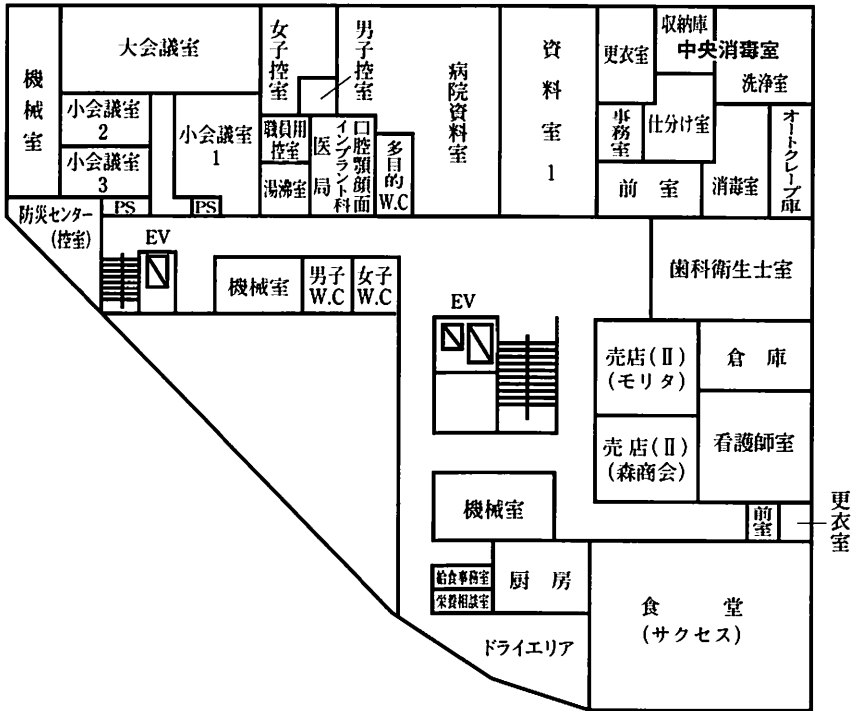 機械室
大会議室
小会議室
2
小会議室
3
小会議室
1
PS
PS
女子控室
男子控室
職員用
控室
湯沸室
口腔顎顔面
インプラント科
医局
多目的
W.C
病院資料室
資料室1
更衣室
収納庫
中央消毒室
洗浄室
事務室
仕分け室
前室
消毒室
オートクレーブ庫
防災センター
(控室)
EV
機械室
男子
W.C
女子
W.C
EV
歯科衛生士室
売店(Ⅱ)
(モリタ)
倉庫
売店(Ⅱ)
(森商会)
看護師室
機械室
前室
更衣室
給食事務室
栄養相談室
厨房
食堂
(サクセス)
ドライエリア